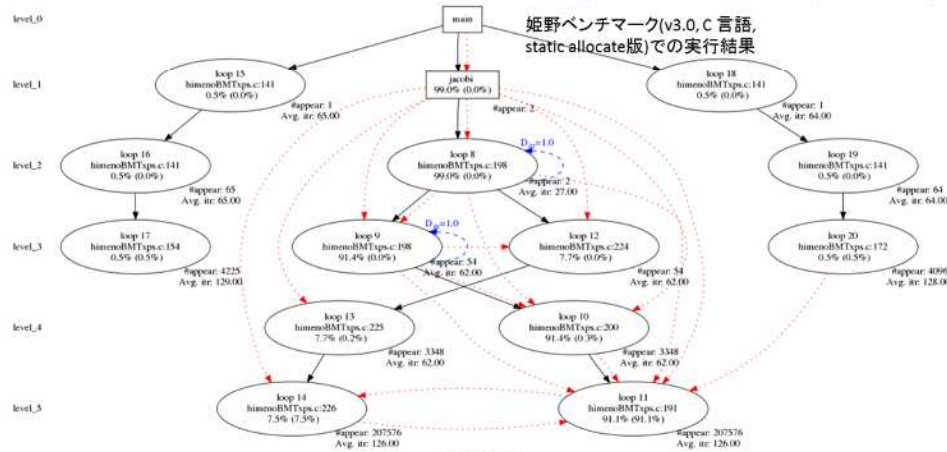 level_0
main
姫野ベンチマーク(v3.0, C 言語,
static allocate版)での実行結果
level_1
loop 15
himenoBMTxps.c:141
0.5% (0.0%)
#appear: 1
Avg. itr: 65.00
jacobi
99.0% (0.0%)
#appear: 2
loop 18
himenoBMTxps.c:141
0.5% (0.0%)
#appear: 1
Avg. itr: 64.00
level_2
loop 16
himenoBMTxps.c:141
0.5% (0.0%)
#appear: 65
Avg. itr: 65.00
loop 8
himenoBMTxps.c:198
99.0% (0.0%)
#appear: 2
Avg. itr: 27.00
loop 19
himenoBMTxps.c:141
0.5% (0.0%)
#appear: 64
Avg. itr: 64.00
level_3
loop 17
himenoBMTxps.c:154
0.5% (0.5%)
#appear: 4225
Avg. itr: 129.00
loop 9
himenoBMTxps.c:198
91.4% (0.0%)
#appear: 54
Avg. itr: 62.00
loop 12
himenoBMTxps.c:224
7.7% (0.0%)
#appear: 54
Avg. itr: 62.00
loop 20
himenoBMTxps.c:172
0.5% (0.5%)
#appear: 4096
Avg. itr: 128.00
level_4
loop 13
himenoBMTxps.c:225
7.7% (0.2%)
#appear: 3348
Avg. itr: 62.00
loop 10
himenoBMTxps.c:200
91.4% (0.3%)
#appear: 3348
Avg. itr: 62.00
level_5
loop 14
himenoBMTxps.c:226
7.5% (7.5%)
#appear: 207576
Avg. itr: 126.00
loop 11
himenoBMTxps.c:191
91.1% (91.1%)
#appear: 207576
Avg. itr: 126.00